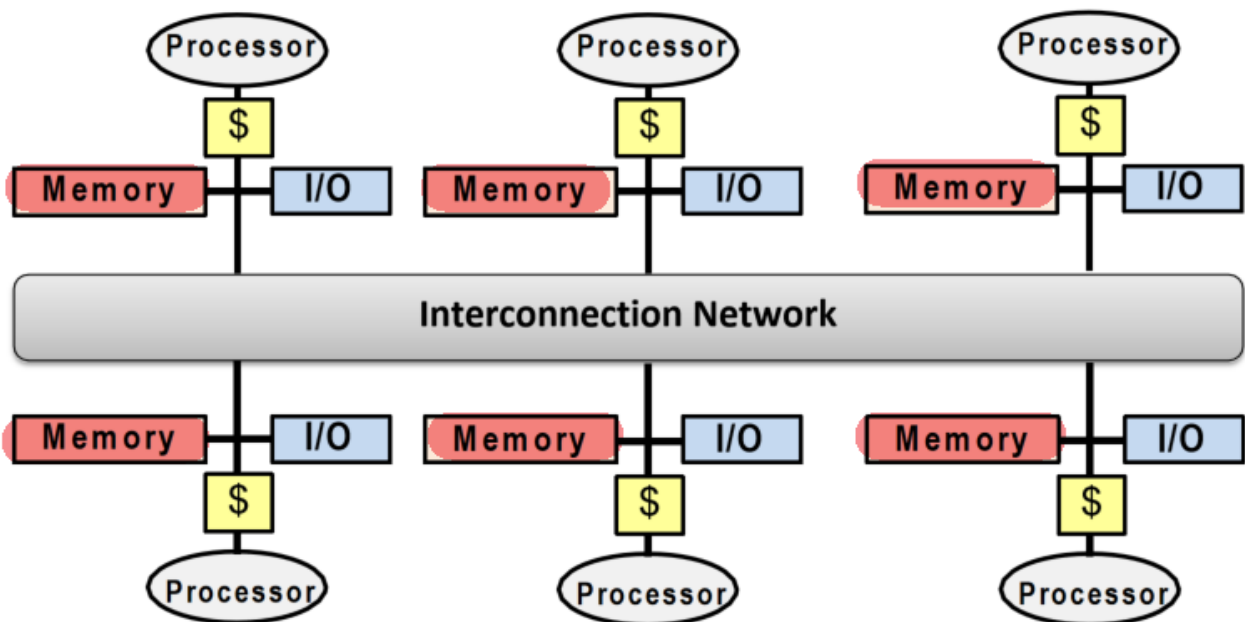 Processor Processor Processor
$ $ $
Memory I/O Memory I/O Memory I/O
Interconnection Network
Memory I/O Memory I/O Memory I/O
$ $ $
Processor Processor Processor